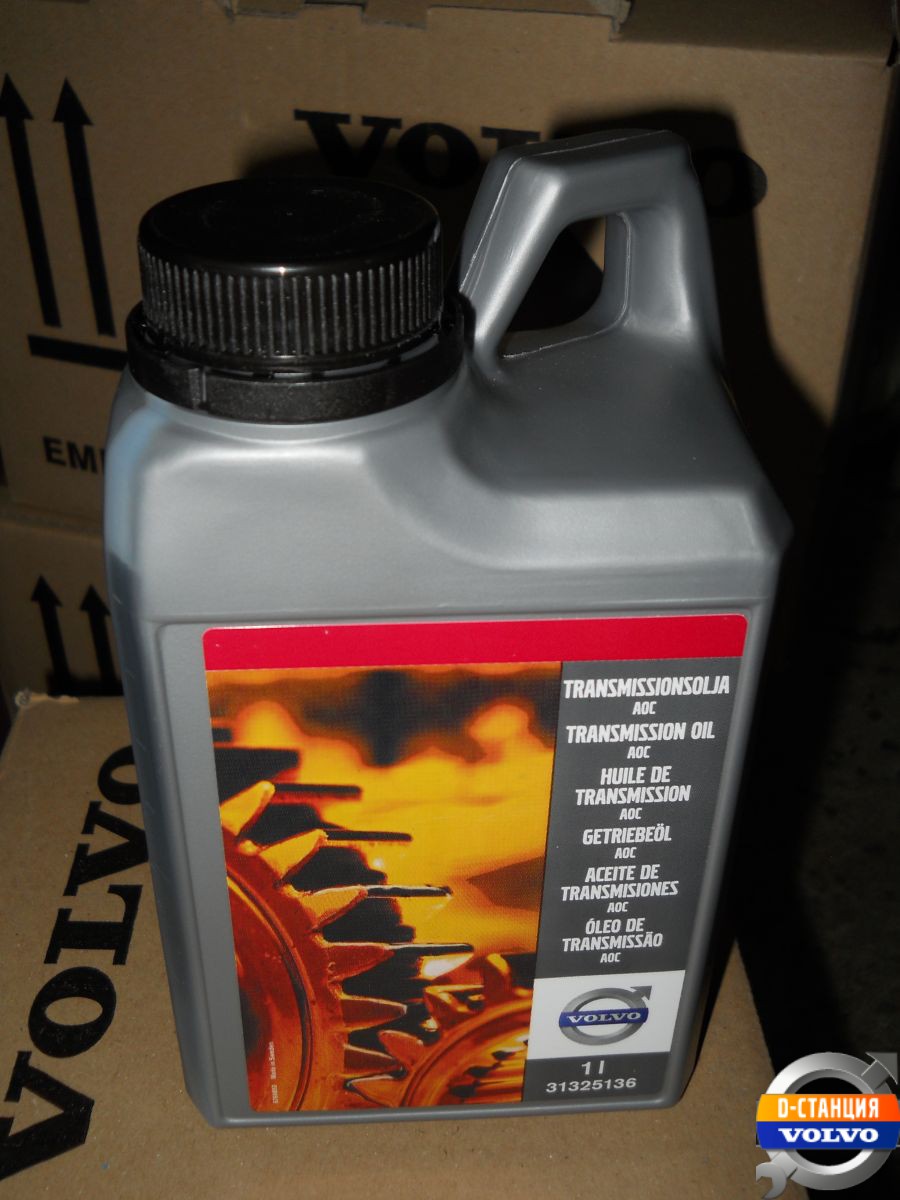 VOLVO
EM
VOLVO
TRANSMISSIONSOLJA
AOC
TRANSMISSION OIL
AOC
HUILE DE
TRANSMISSION
AOC
GETRIEBEÖL
AOC
ACEITE DE
TRANSMISIONES
AOC
ÓLEO DE
TRANSMISSÃO
AOC
VOLVO
1 l
31325136
Made in Sweden
D-СТАНЦИЯ
VOLVO